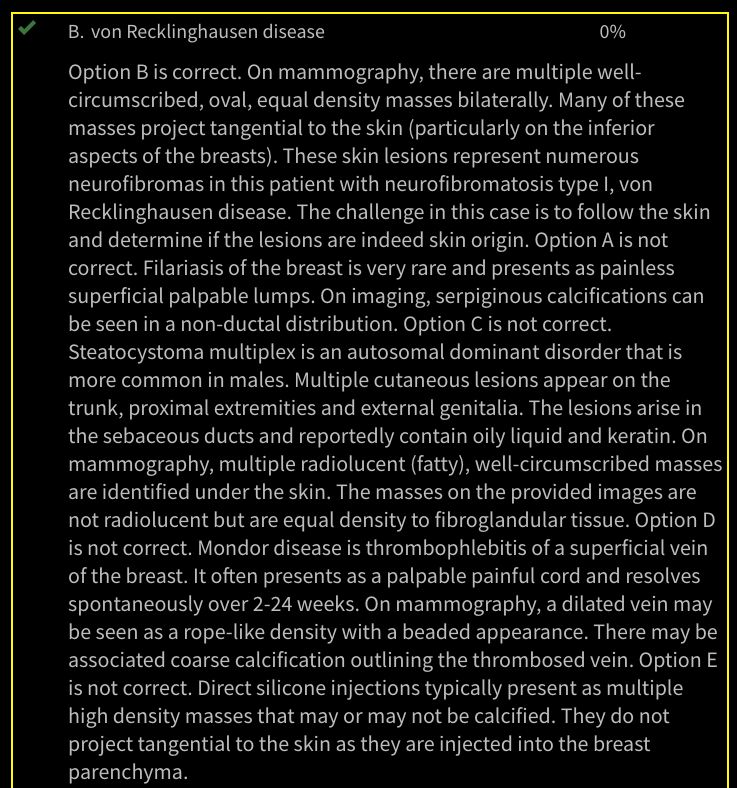 B. von Recklinghausen disease 0%
Option B is correct. On mammography, there are multiple well-
circumscribed, oval, equal density masses bilaterally. Many of these
masses project tangential to the skin (particularly on the inferior
aspects of the breasts). These skin lesions represent numerous
neurofibromas in this patient with neurofibromatosis type I, von
Recklinghausen disease. The challenge in this case is to follow the skin
and determine if the lesions are indeed skin origin. Option A is not
correct. Filariasis of the breast is very rare and presents as painless
superficial palpable lumps. On imaging, serpiginous calcifications can
be seen in a non-ductal distribution. Option C is not correct.
Steatocystoma multiplex is an autosomal dominant disorder that is
more common in males. Multiple cutaneous lesions appear on the
trunk, proximal extremities and external genitalia. The lesions arise in
the sebaceous ducts and reportedly contain oily liquid and keratin. On
mammography, multiple radiolucent (fatty), well-circumscribed masses
are identified under the skin. The masses on the provided images are
not radiolucent but are equal density to fibroglandular tissue. Option D
is not correct. Mondor disease is thrombophlebitis of a superficial vein
of the breast. It often presents as a palpable painful cord and resolves
spontaneously over 2-24 weeks. On mammography, a dilated vein may
be seen as a rope-like density with a beaded appearance. There may be
associated coarse calcification outlining the thrombosed vein. Option E
is not correct. Direct silicone injections typically present as multiple
high density masses that may or may not be calcified. They do not
project tangential to the skin as they are injected into the breast
parenchyma.